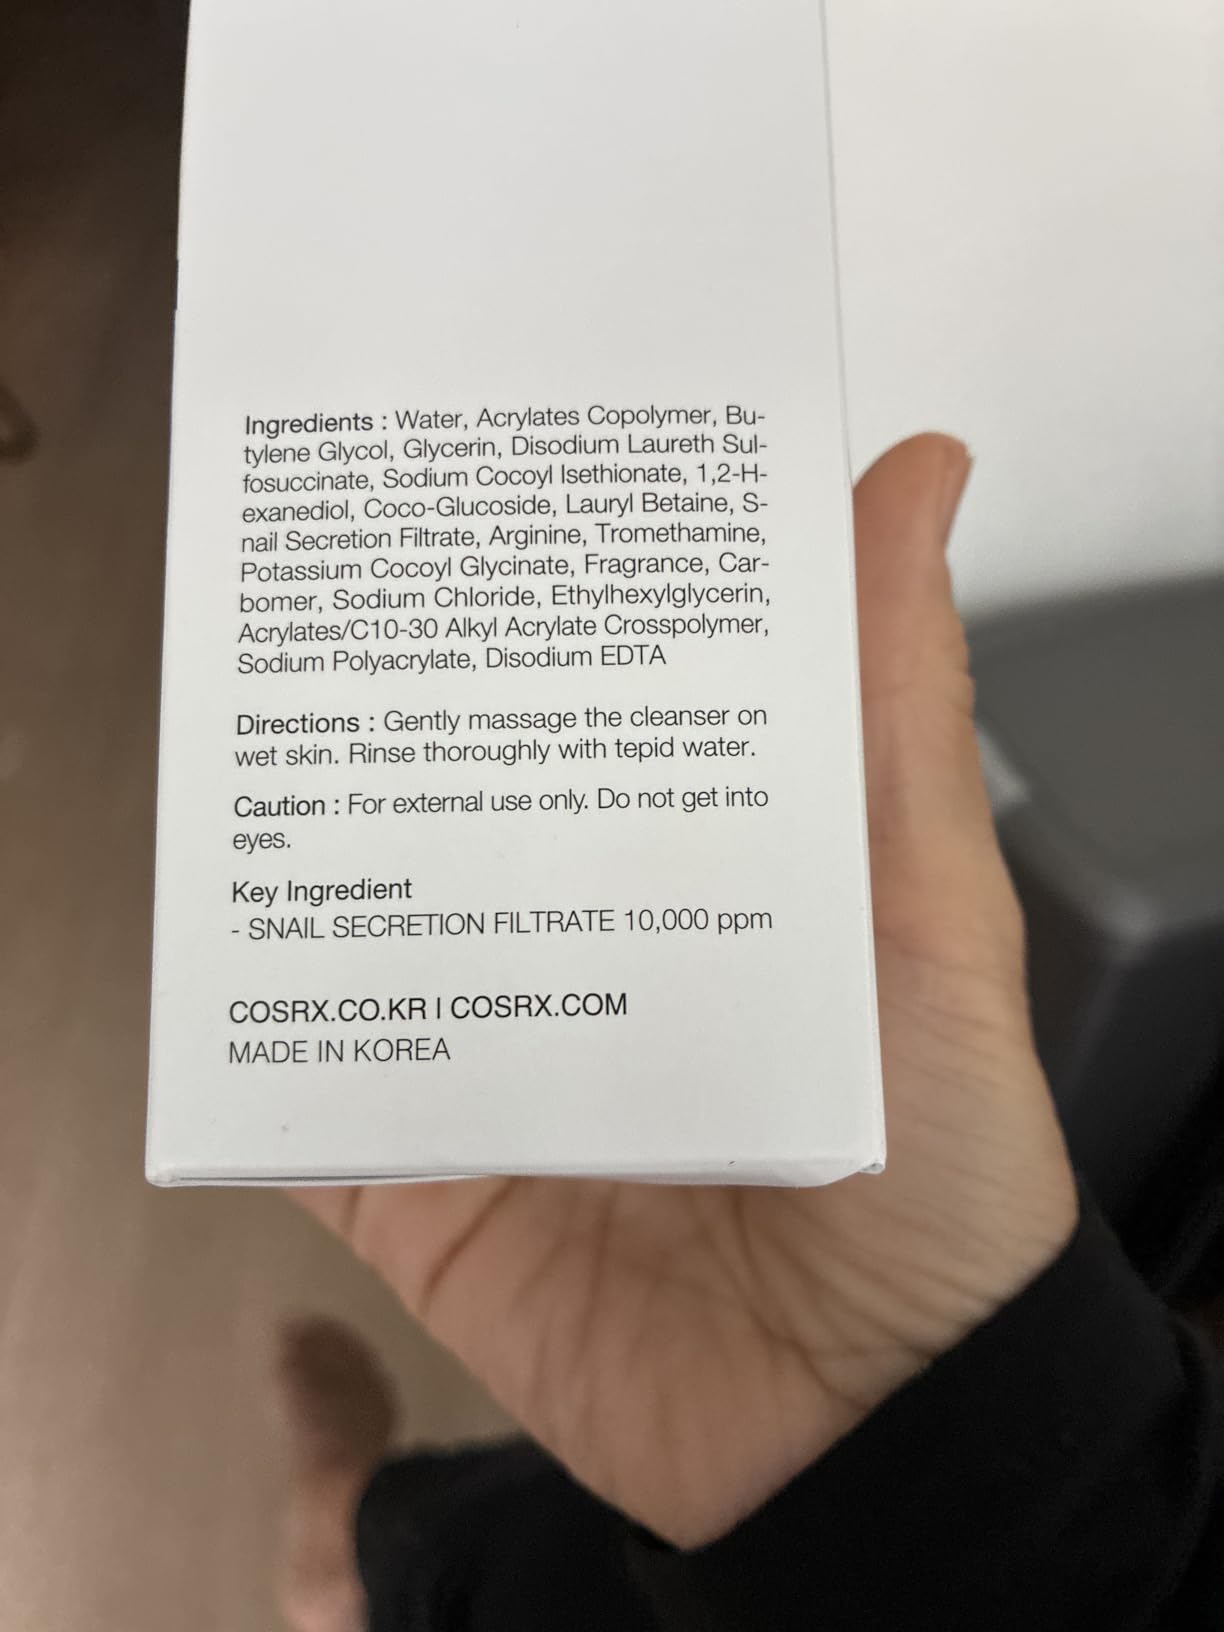 Ingredients : Water, Acrylates Copolymer, Bu-
tylene Glycol, Glycerin, Disodium Laureth Sul-
fosuccinate, Sodium Cocoyl Isethionate, 1,2-H-
exanediol, Coco-Glucoside, Lauryl Betaine, S-
nail Secretion Filtrate, Arginine, Tromethamine,
Potassium Cocoyl Glycinate, Fragrance, Car-
bomer, Sodium Chloride, Ethylhexylglycerin,
Acrylates/C10-30 Alkyl Acrylate Crosspolymer,
Sodium Polyacrylate, Disodium EDTA
Directions : Gently massage the cleanser on
wet skin. Rinse thoroughly with tepid water.
Caution : For external use only. Do not get into
eyes.
Key Ingredient
- SNAIL SECRETION FILTRATE 10,000 ppm
COSRX.CO.KR I COSRX.COM
MADE IN KOREA